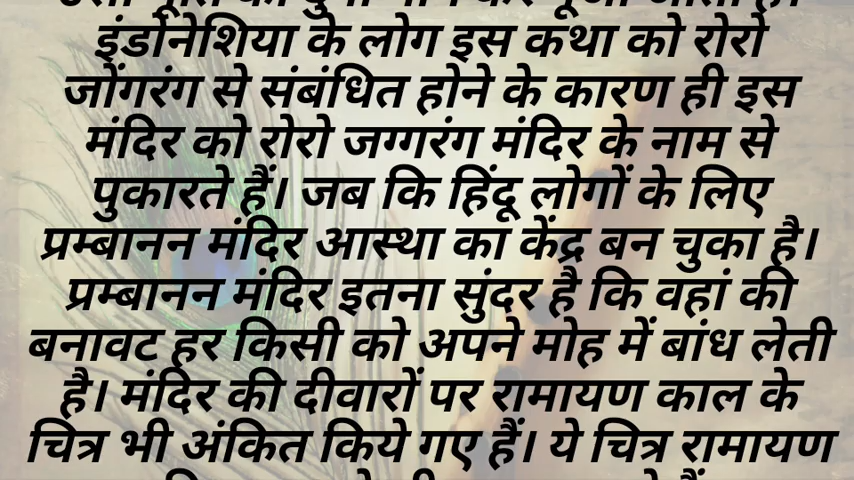 इंडोनेशिया के लोग इस कथा को रोरो
जोंगरंग से संबंधित होने के कारण ही इस
मंदिर को रोरो जग्गरंग मंदिर के नाम से
पुकारते हैं। जब कि हिंदू लोगों के लिए
प्रम्बानन मंदिर आस्था का केंद्र बन चुका है।
प्रम्बानन मंदिर इतना सुंदर है कि वहां की
बनावट हर किसी को अपने मोह में बांध लेती
है। मंदिर की दीवारों पर रामायण काल के
चित्र भी अंकित किये गए हैं। ये चित्र रामायण